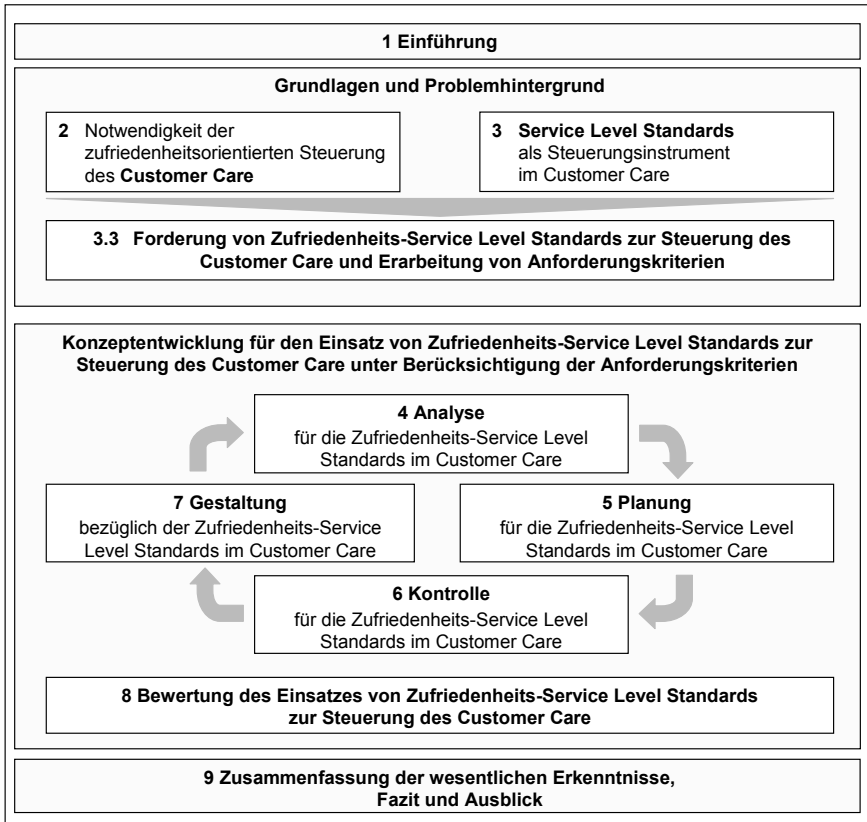 1 Einführung
Grundlagen und Problemhintergrund
2 Notwendigkeit der
zufriedenheitsorientierten Steuerung
des Customer Care
3 Service Level Standards
als Steuerungsinstrument
im Customer Care
3.3 Forderung von Zufriedenheits-Service Level Standards zur Steuerung des
Customer Care und Erarbeitung von Anforderungskriterien
Konzeptentwicklung für den Einsatz von Zufriedenheits-Service Level Standards zur
Steuerung des Customer Care unter Berücksichtigung der Anforderungskriterien
4 Analyse
für die Zufriedenheits-Service Level
Standards im Customer Care
7 Gestaltung
bezüglich der Zufriedenheits-Service
Level Standards im Customer Care
5 Planung
für die Zufriedenheits-Service Level
Standards im Customer Care
6 Kontrolle
für die Zufriedenheits-Service Level
Standards im Customer Care
8 Bewertung des Einsatzes von Zufriedenheits-Service Level Standards
zur Steuerung des Customer Care
9 Zusammenfassung der wesentlichen Erkenntnisse,
Fazit und Ausblick